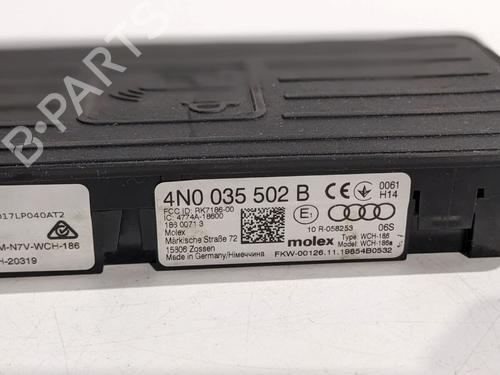 B-Parts
017LP040AT2
M-N7V-WCH-186
H-20319
4N0 035 502 B
CE
0061
H14
FCC ID: RK7186-00
IC: 4774A-18600
186 0071 3
Molex
Märkische Straße 72
15806 Zossen
Made in Germany/Німеччина
E1
10 R-058253
06S
molex
Type: WCH-186
Model: WCH-186a
FKW-00126.11.19854B0532